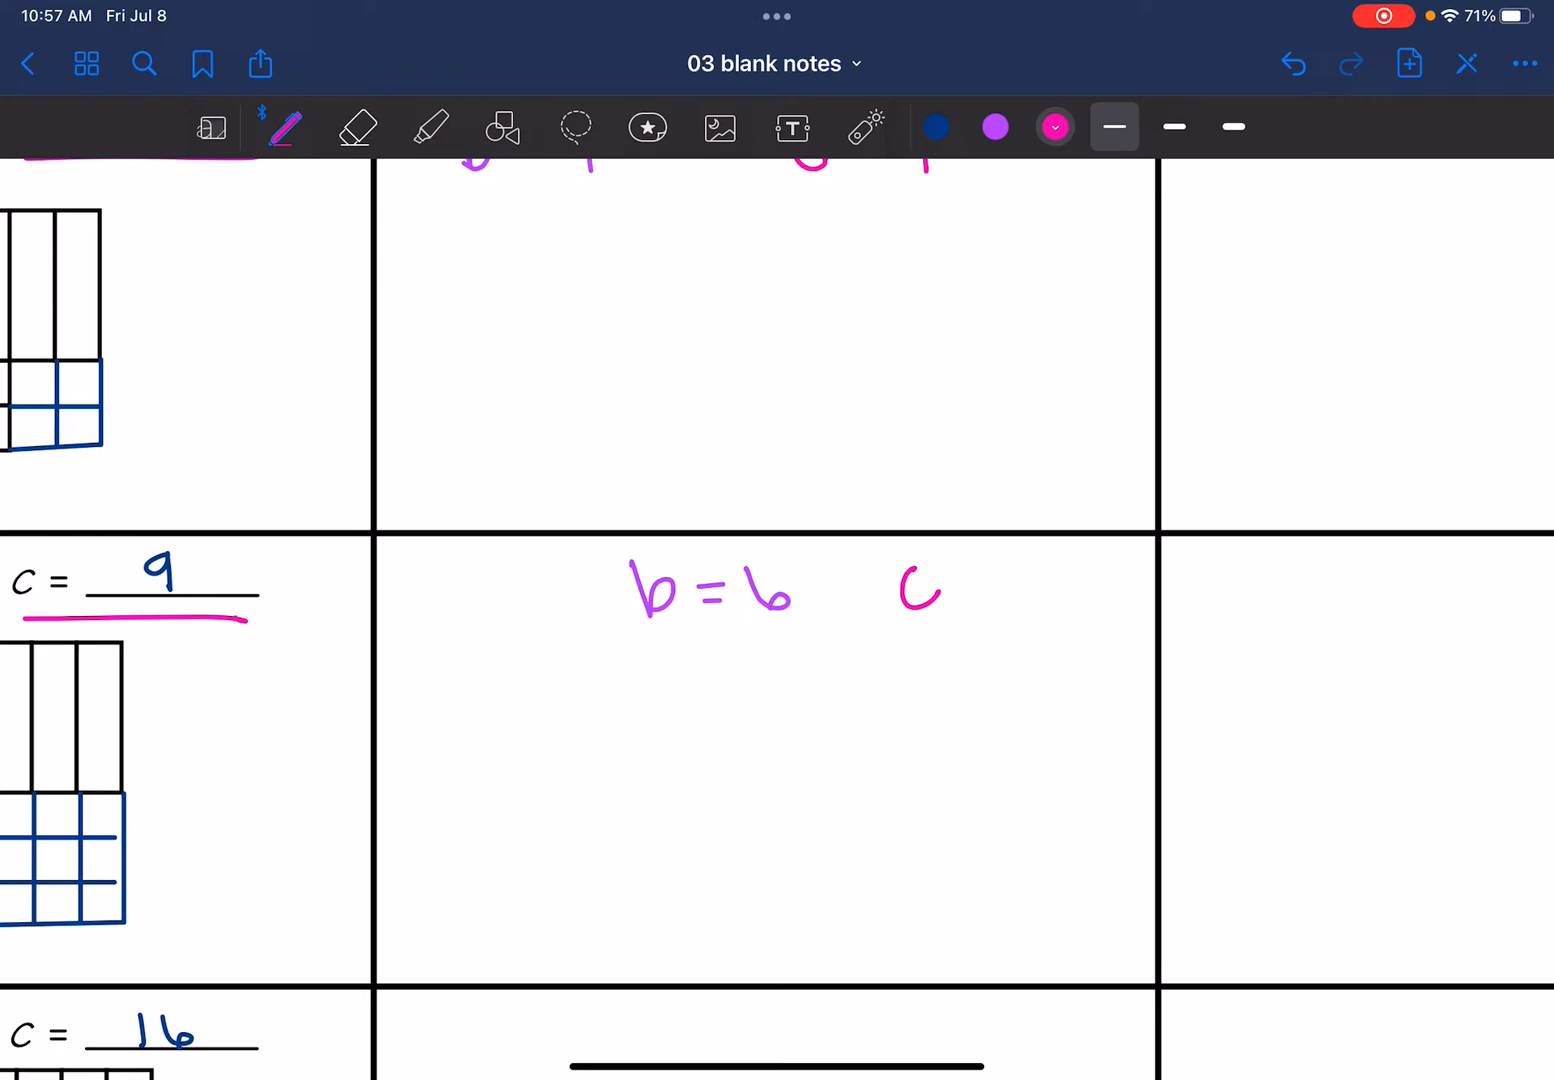 10:57 AM Fri Jul 8
71%
03 blank notes
T
c = 9
b = 6 c
c = 16